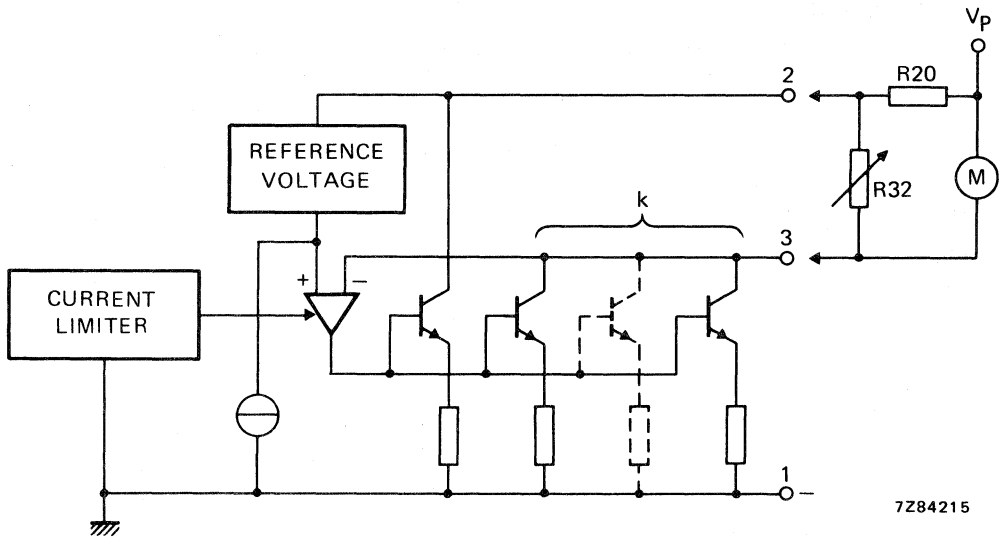 Vp
R20
2
REFERENCE
VOLTAGE
M
R32
k
3
+
−
CURRENT
LIMITER
1
−
7Z84215